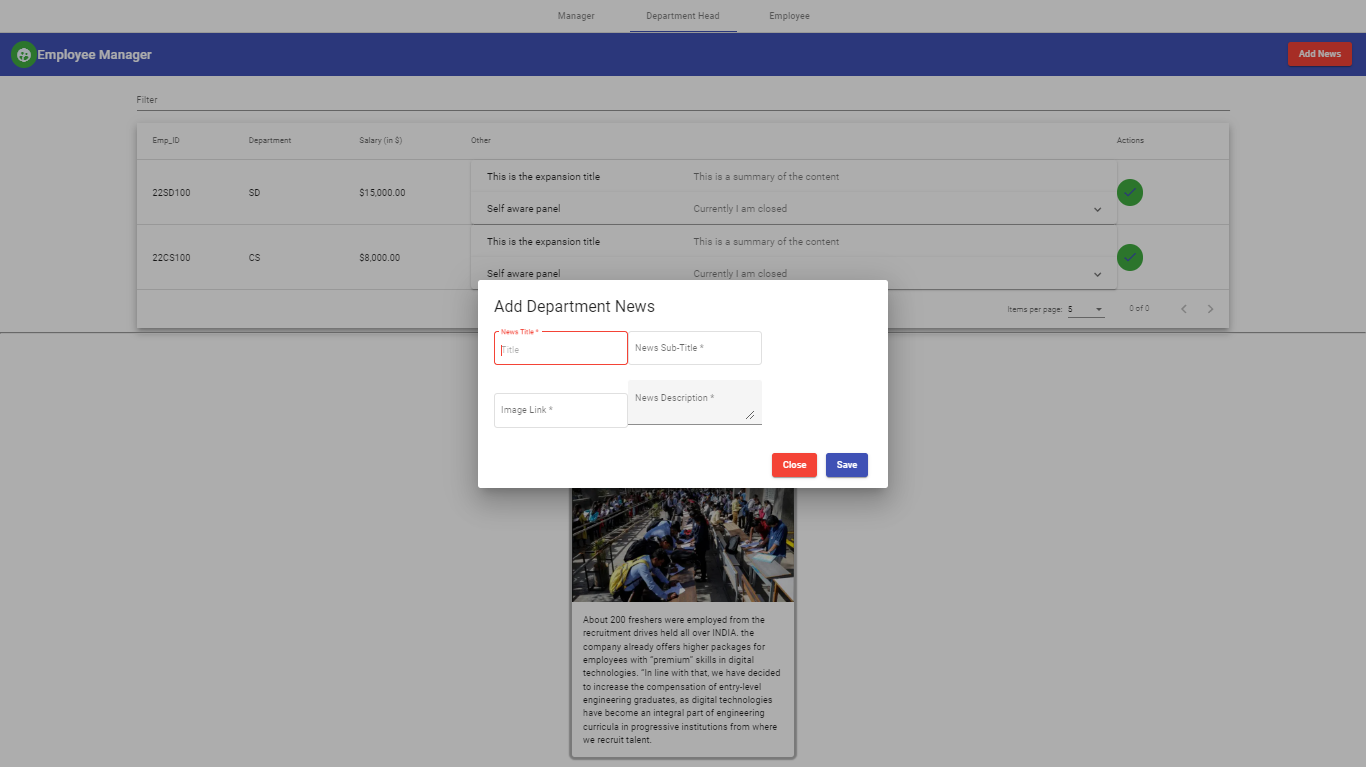 Manager Department Head Employee
Employee Manager Add News
Filter
Emp_ID Department Salary (in $) Other Actions
This is the expansion title This is a summary of the content
22SD100 SD $15,000.00
Self aware panel Currently I am closed
This is the expansion title This is a summary of the content
22CS100 CS $8,000.00
Self aware panel Currently I am closed
Items per page: 5 0 of 0
Add Department News
News Title *
Title News Sub-Title *
Image Link * News Description *
Close Save
About 200 freshers were employed from the
recruitment drives held all over INDIA. the
company already offers higher packages for
employees with “premium” skills in digital
technologies. “In line with that, we have decided
to increase the compensation of entry-level
engineering graduates, as digital technologies
have become an integral part of engineering
curricula in progressive institutions from where
we recruit talent.